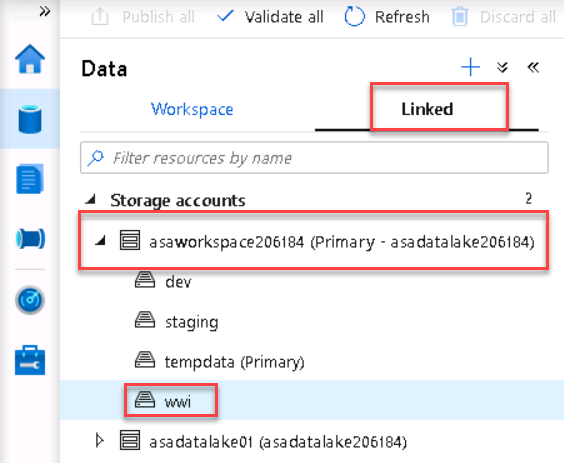 »
Publish all Validate all Refresh Discard all
Data
Workspace Linked
Filter resources by name
Storage accounts 2
asaworkspace206184 (Primary - asadatalake206184)
dev
staging
tempdata (Primary)
wwi
asadatalake01 (asadatalake206184)